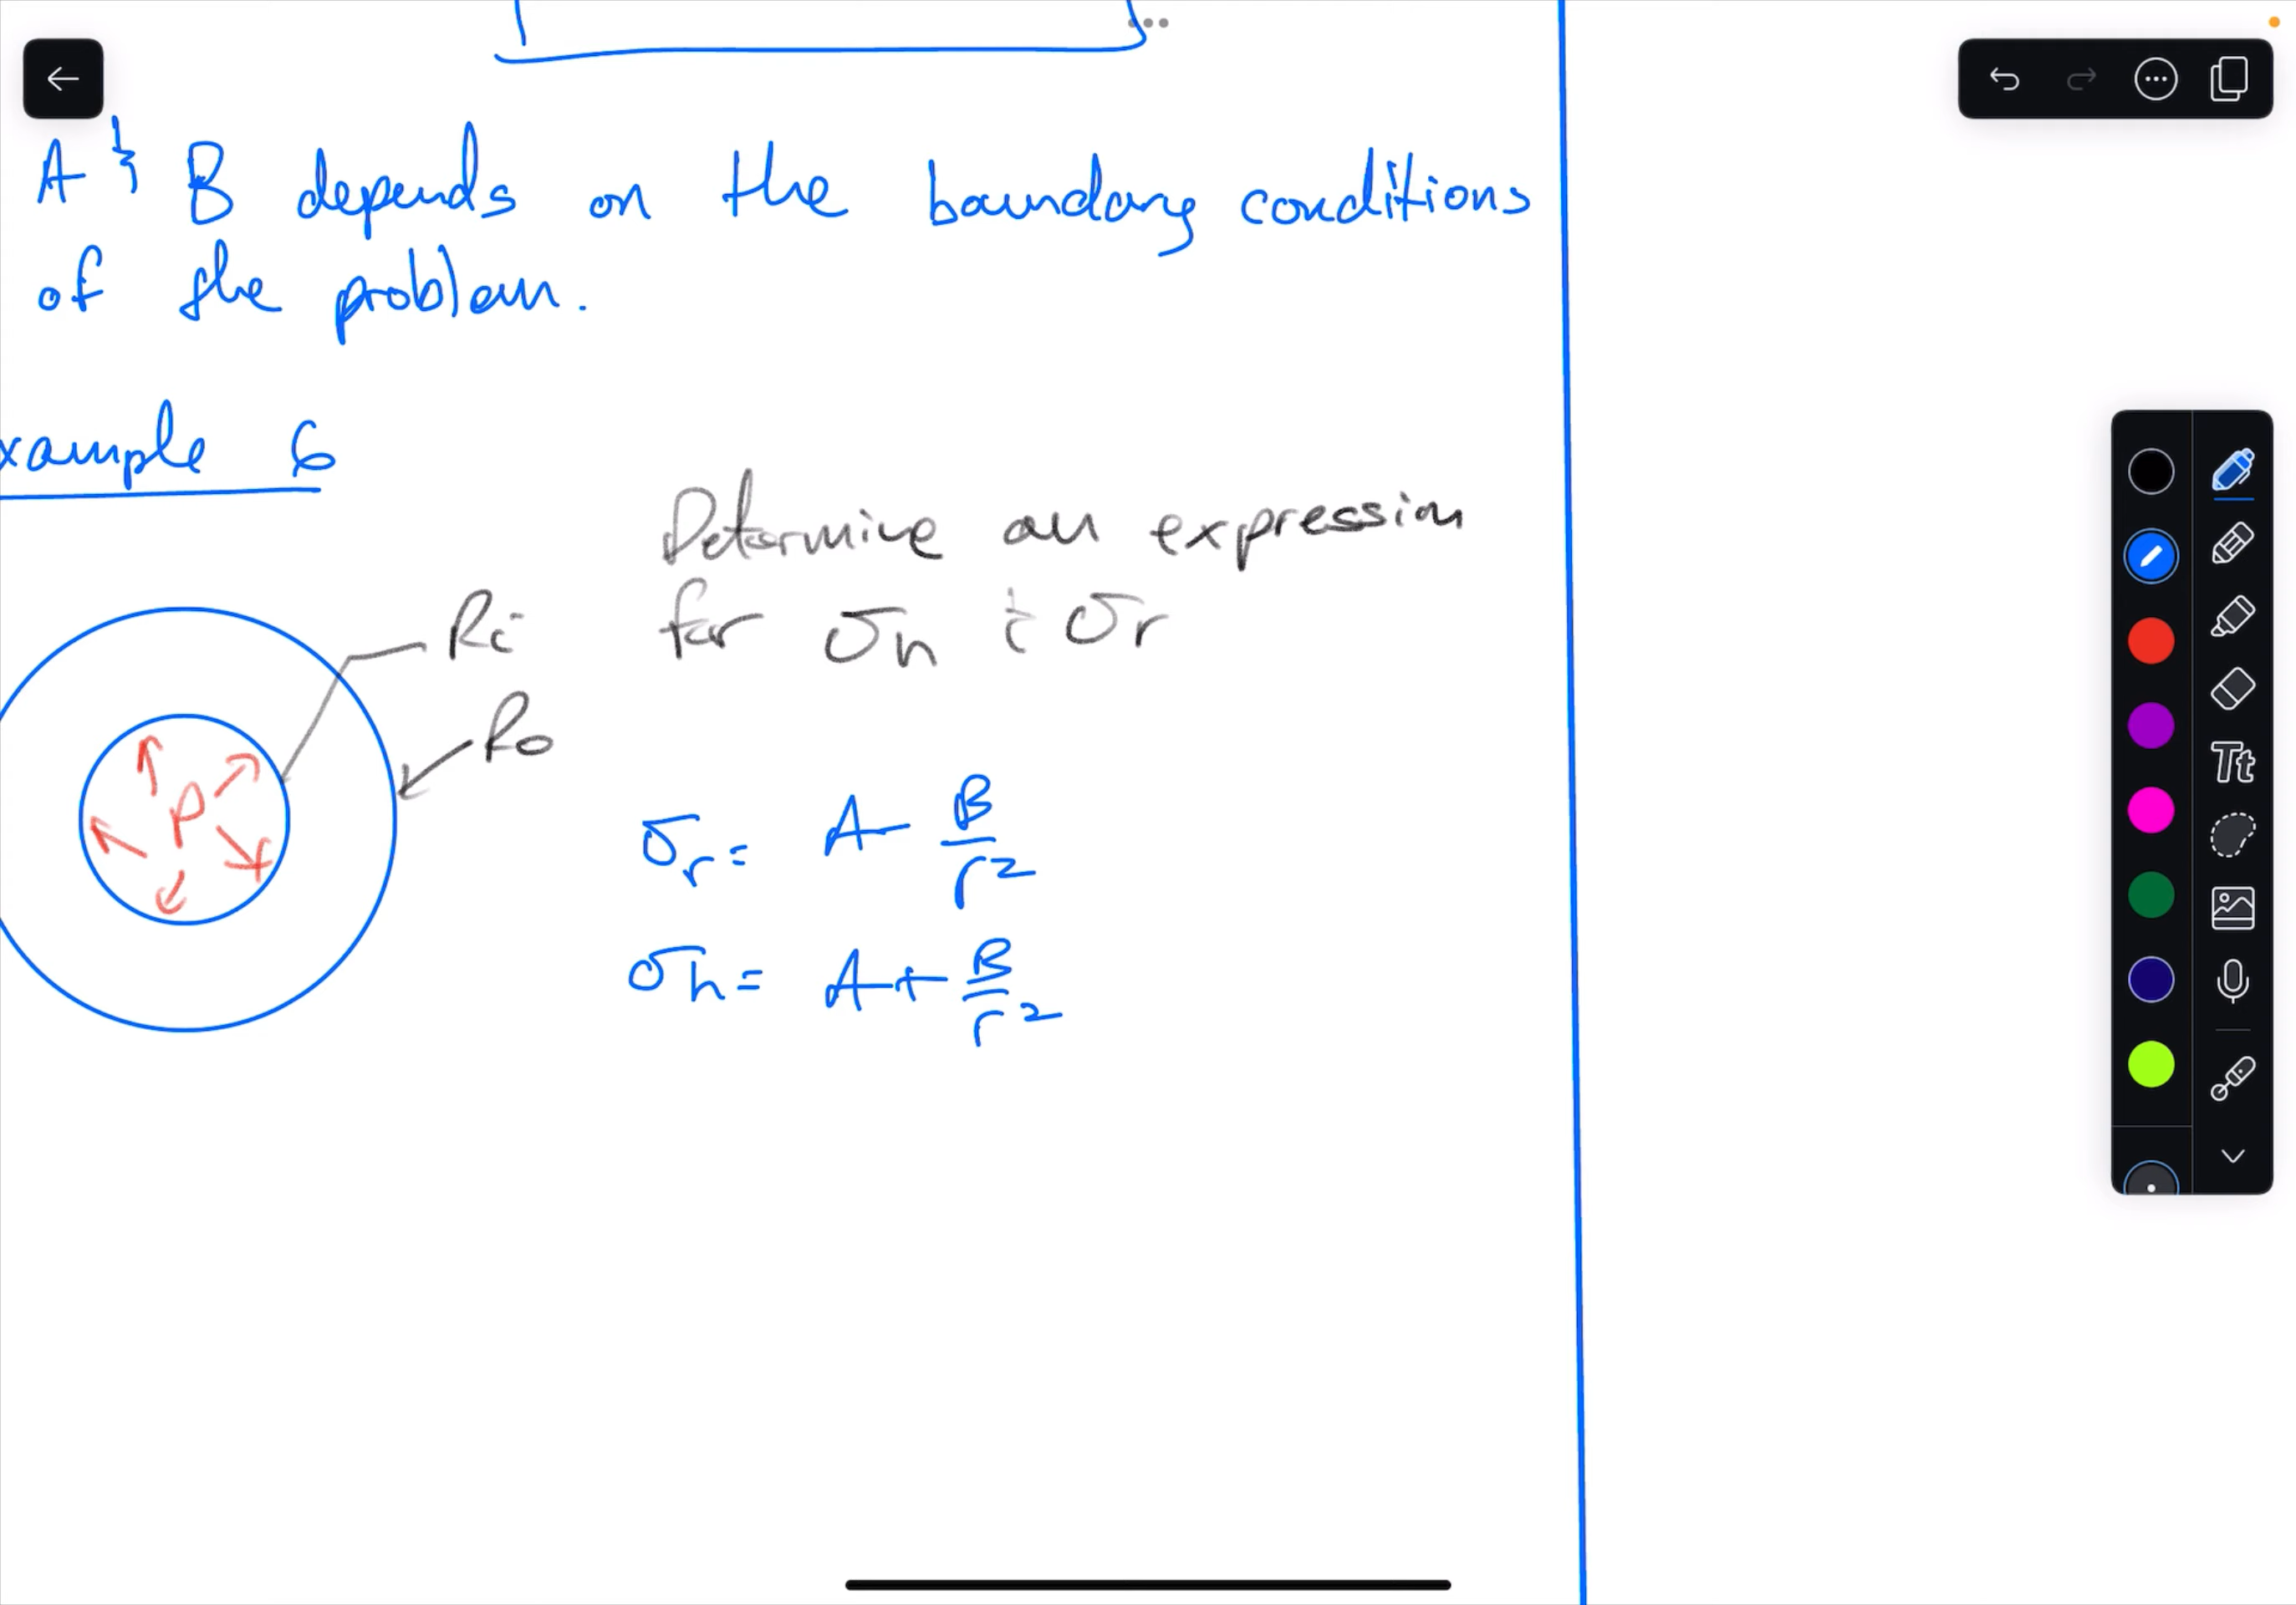 A & B depends on the boundary conditions
of the problem.
xample 6
Determine an expression
for σh & σr
Ri
Ro
P
σr = A - B/r²
σh = A + B/r²
Tt